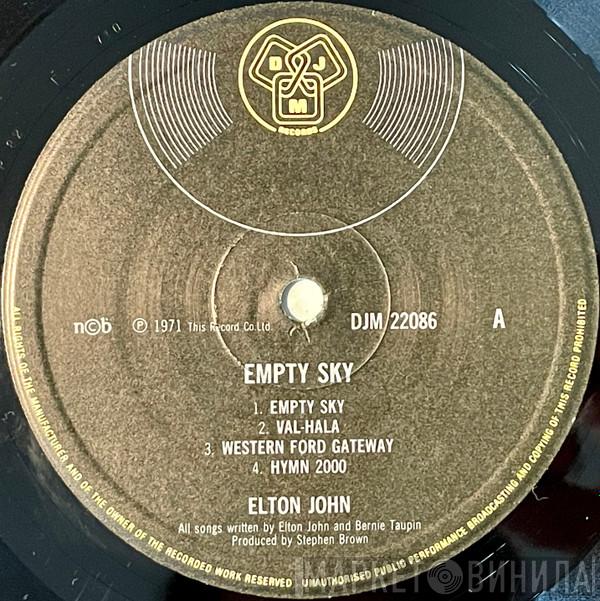 D J
M
RECORDS
n©b ℗ 1971 This Record Co. Ltd. DJM 22086 A
EMPTY SKY
1. EMPTY SKY
2. VAL-HALA
3. WESTERN FORD GATEWAY
4. HYMN 2000
ELTON JOHN
All songs written by Elton John and Bernie Taupin
Produced by Stephen Brown
ALL RIGHTS OF THE MANUFACTURER AND OF THE OWNER OF THE RECORDED WORK RESERVED. UNAUTHORISED PUBLIC PERFORMANCE BROADCASTING AND COPYING OF THIS RECORD PROHIBITED
МАРКЕТ ВИНИЛА